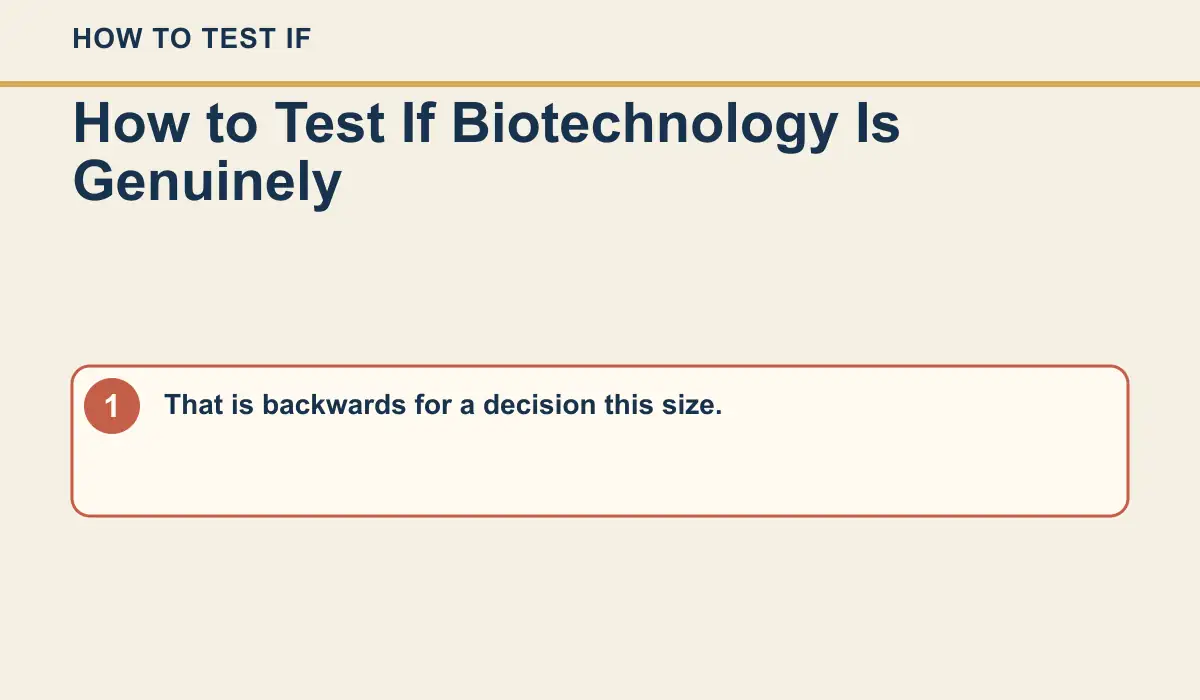 HOW TO TEST IF
How to Test If Biotechnology Is
Genuinely
1 That is backwards for a decision this size.